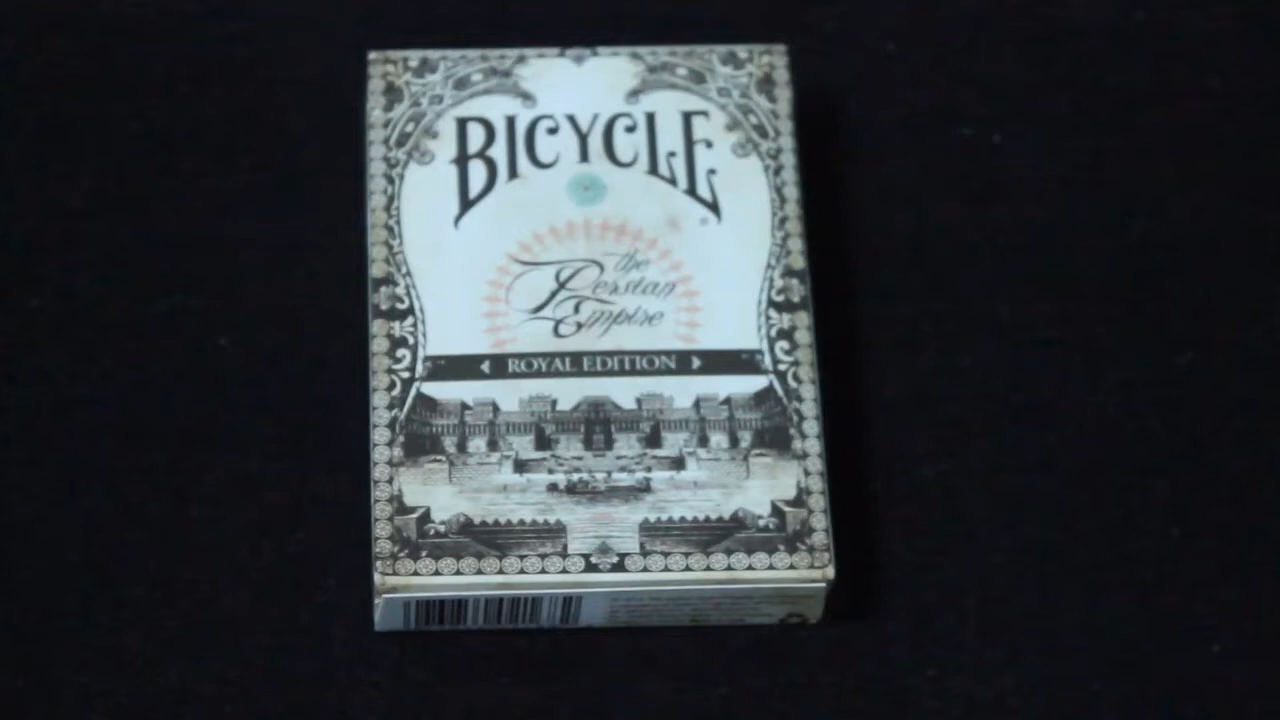 BICYCLE
®
the
Persian
Empire
ROYAL EDITION